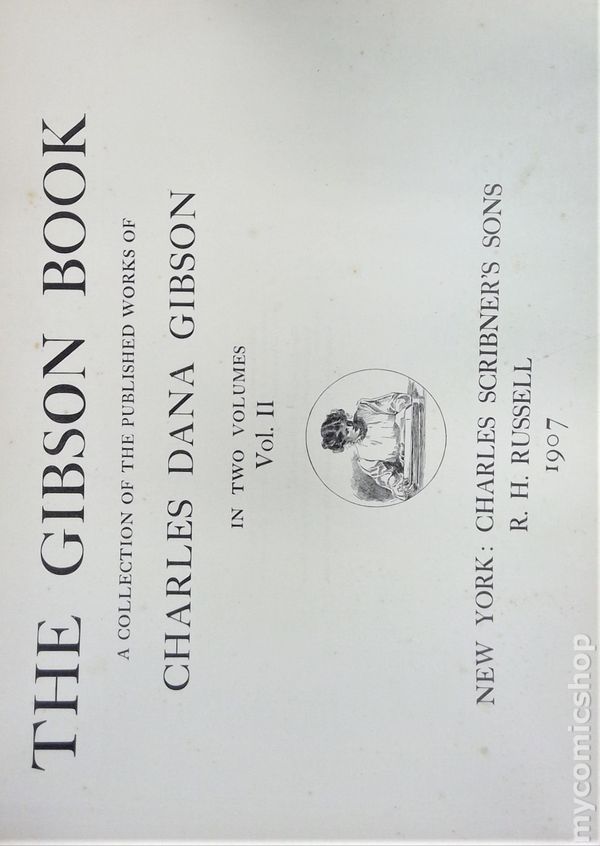 THE GIBSON BOOK
A COLLECTION OF THE PUBLISHED WORKS OF
CHARLES DANA GIBSON
IN TWO VOLUMES
Vol. II
NEW YORK: CHARLES SCRIBNER'S SONS
R. H. RUSSELL
1907
mycomicshop